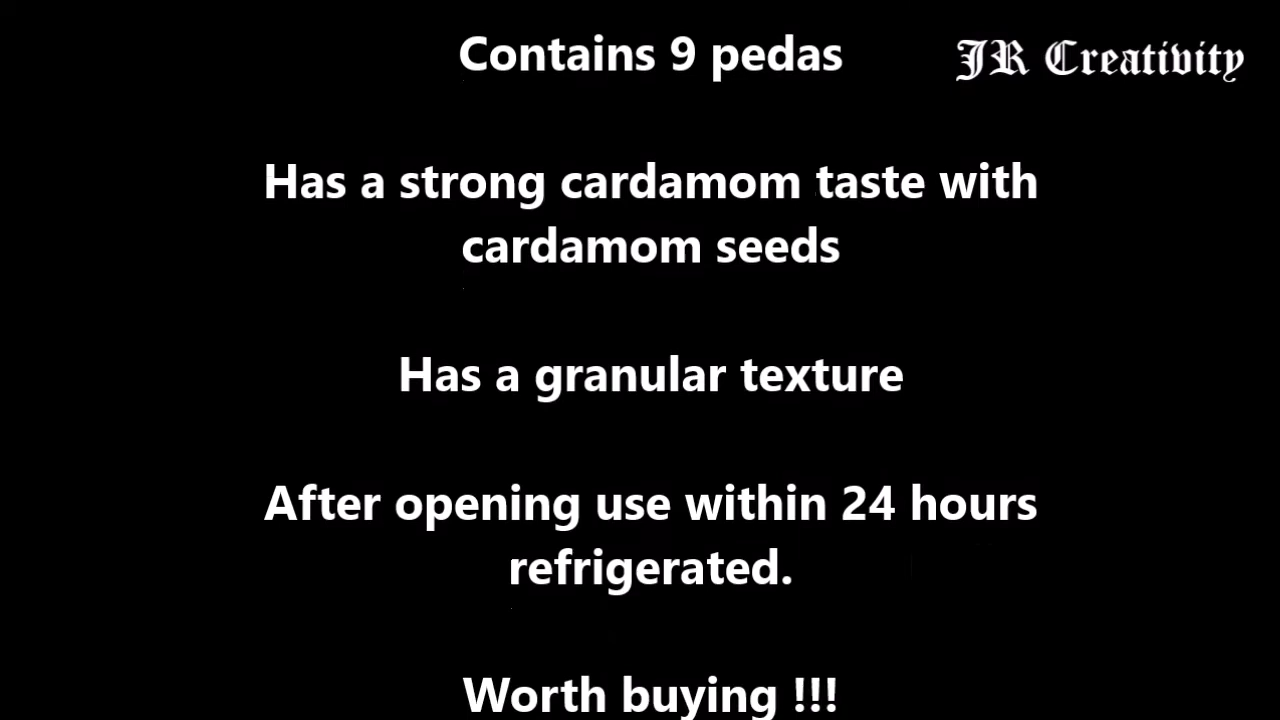 Contains 9 pedas
JR Creativity
Has a strong cardamom taste with
cardamom seeds
Has a granular texture
After opening use within 24 hours
refrigerated.
Worth buying !!!